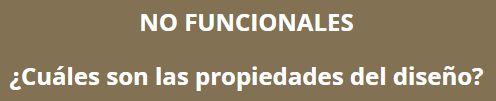 NO FUNCIONALES
¿Cuáles son las propiedades del diseño?